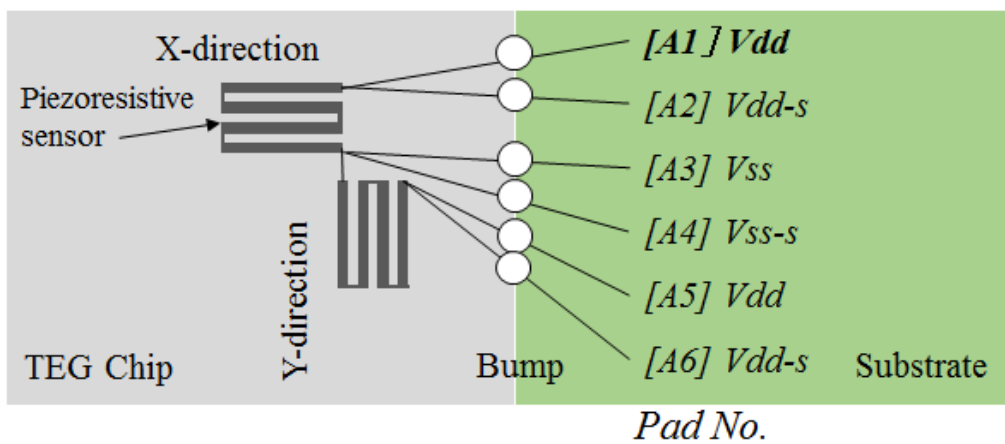 X-direction
Piezoresistive
sensor
Y-direction
TEG Chip
Bump
[A1] Vdd
[A2] Vdd-s
[A3] Vss
[A4] Vss-s
[A5] Vdd
[A6] Vdd-s
Substrate
Pad No.